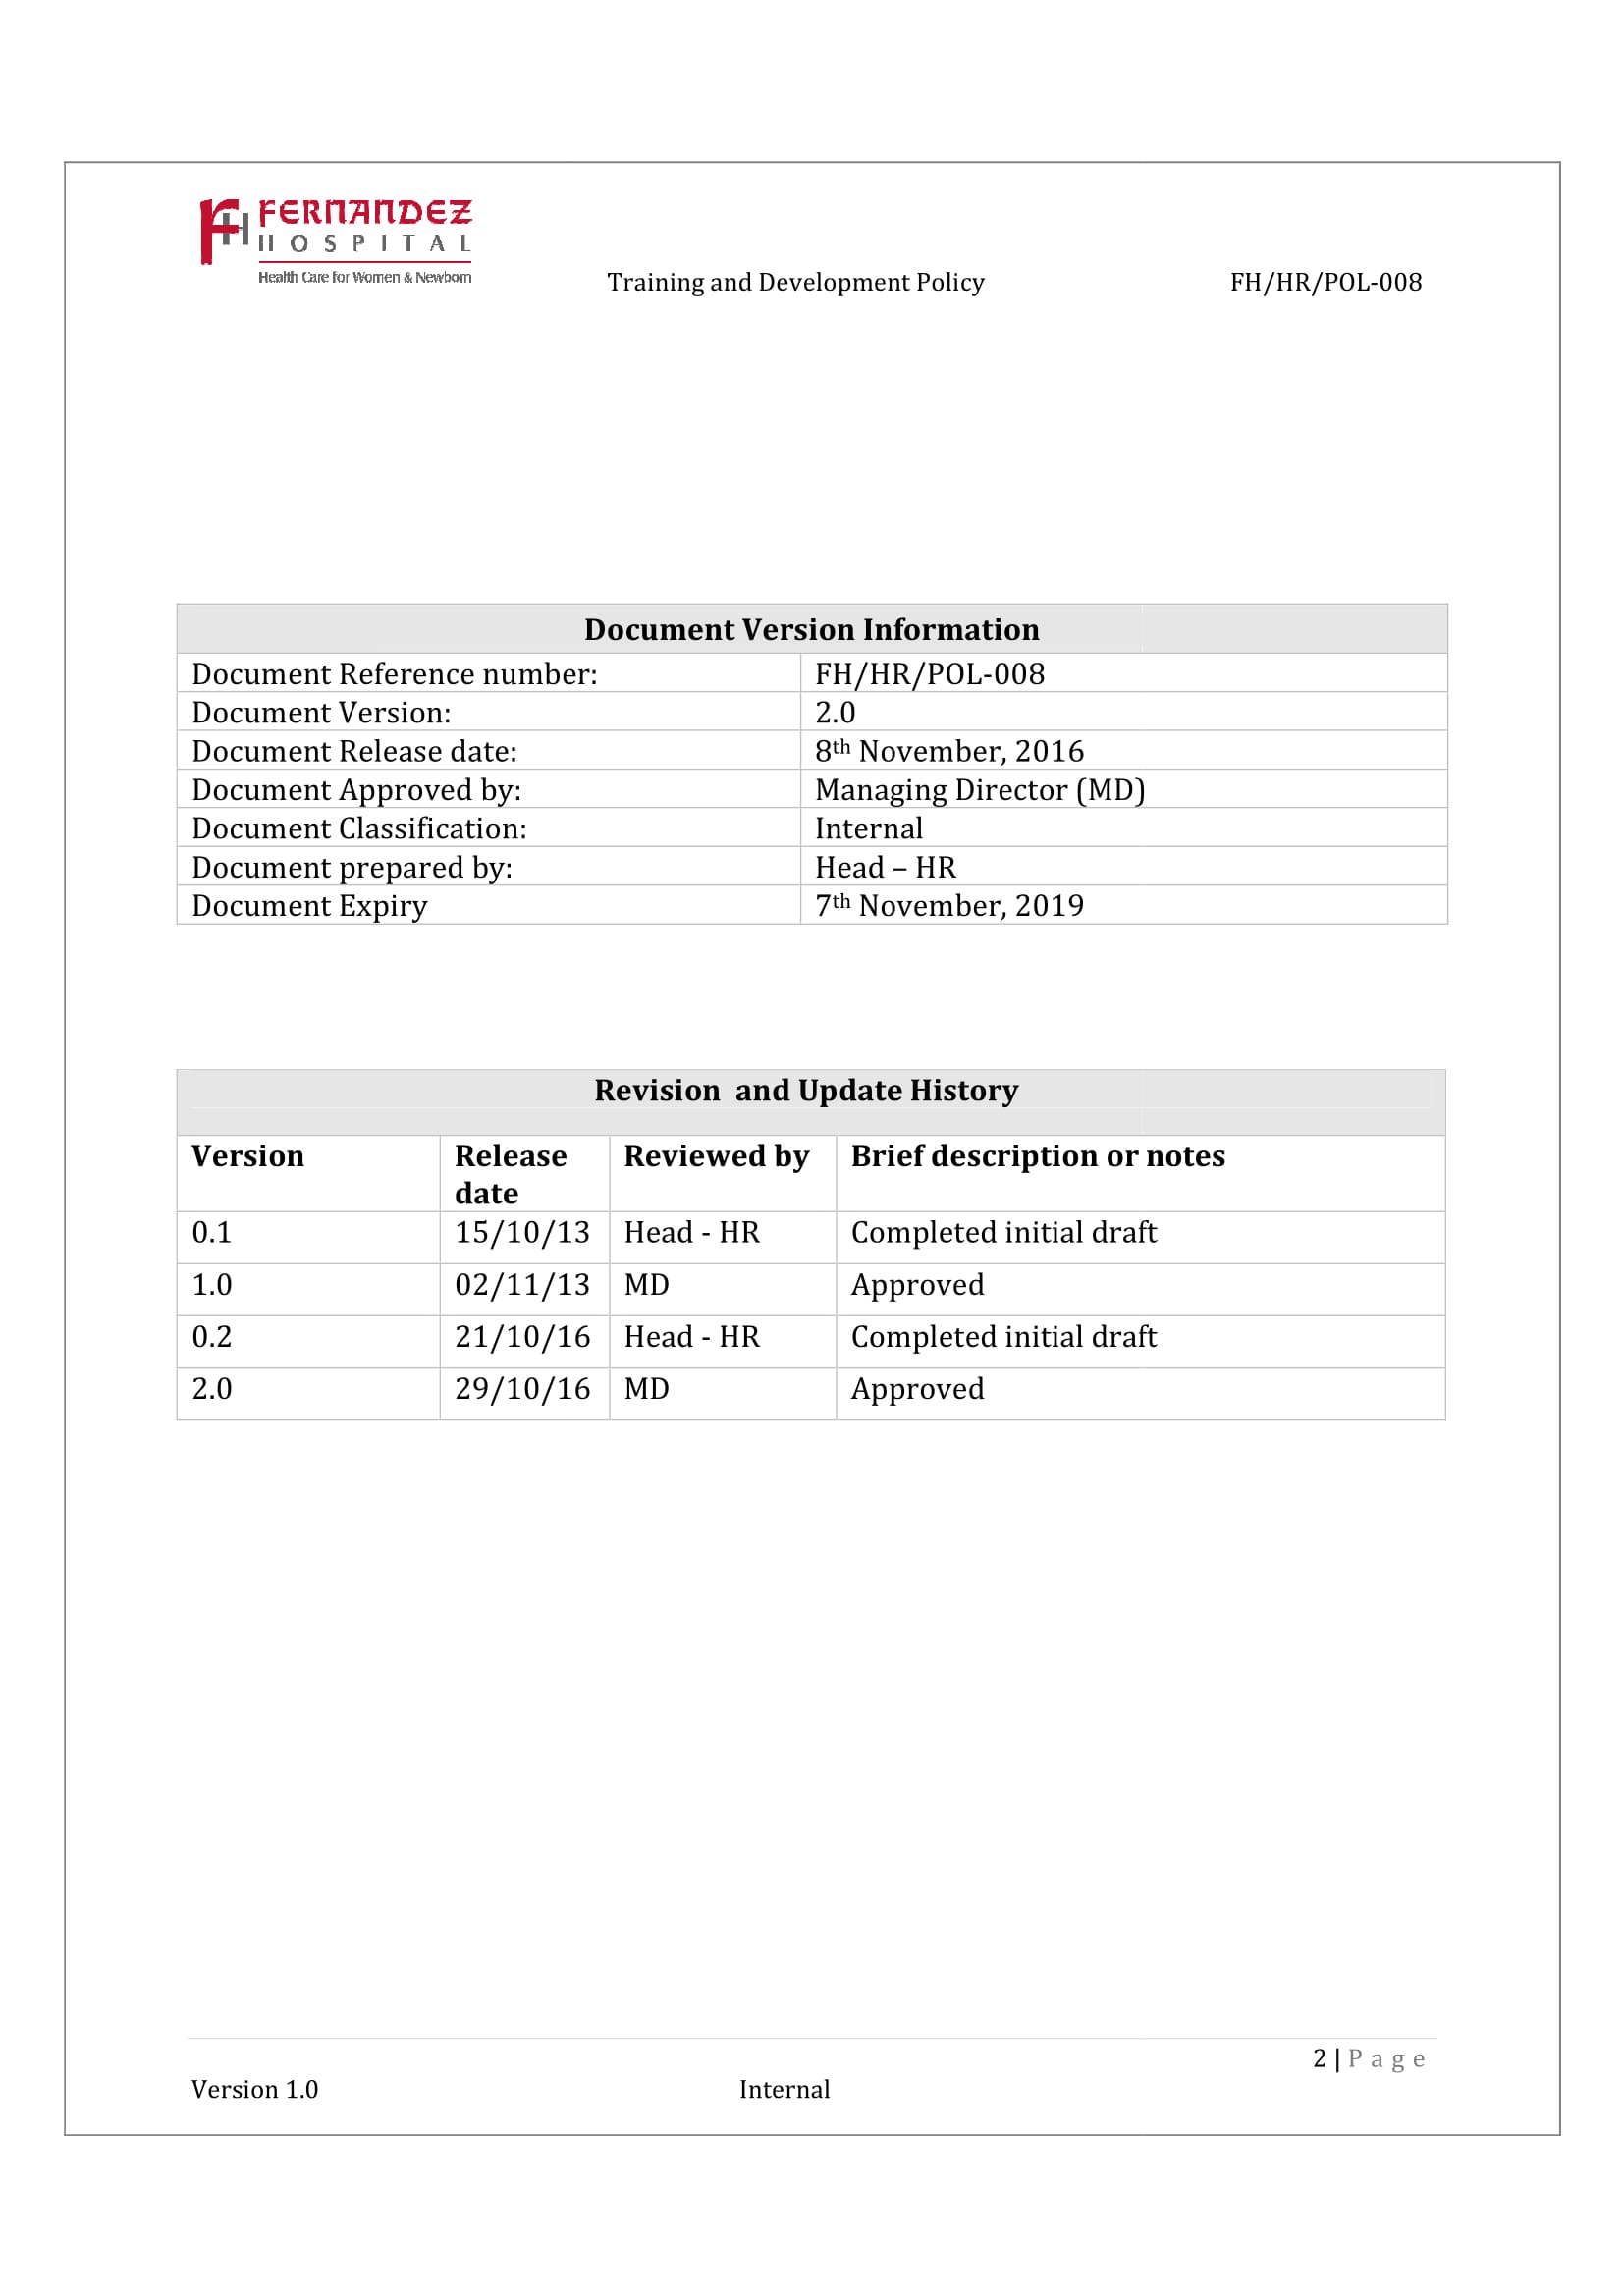 FERNANDEZ
HOSPITAL
Health Care for Women & Newborn
Training and Development Policy FH/HR/POL-008
Document Version Information
Document Reference number: FH/HR/POL-008
Document Version: 2.0
Document Release date: 8th November, 2016
Document Approved by: Managing Director (MD)
Document Classification: Internal
Document prepared by: Head – HR
Document Expiry 7th November, 2019
Revision and Update History
Version Release date Reviewed by Brief description or notes
0.1 15/10/13 Head - HR Completed initial draft
1.0 02/11/13 MD Approved
0.2 21/10/16 Head - HR Completed initial draft
2.0 29/10/16 MD Approved
2 | Page
Version 1.0 Internal